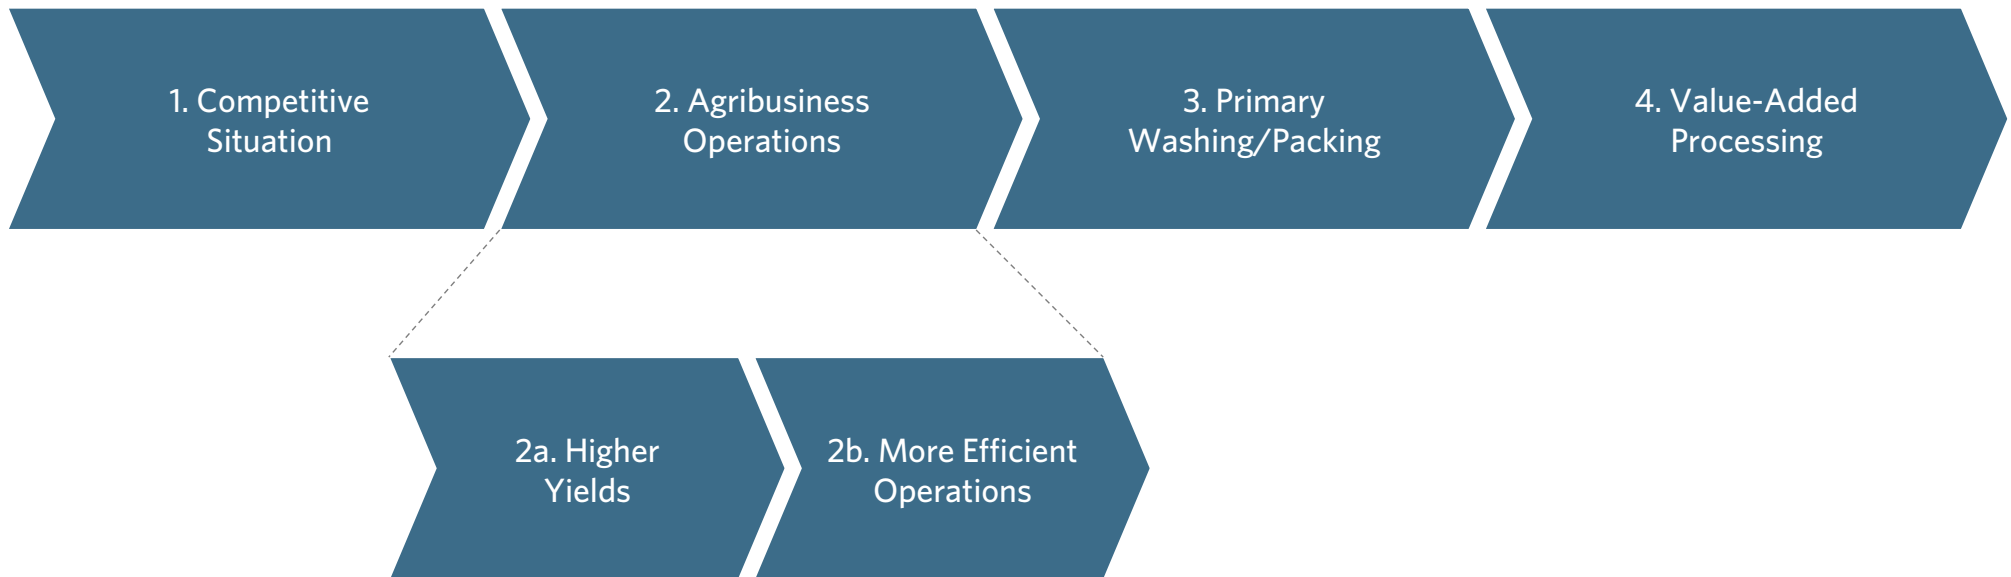 1. Competitive
Situation
2. Agribusiness
Operations
3. Primary
Washing/Packing
4. Value-Added
Processing
2a. Higher
Yields
2b. More Efficient
Operations